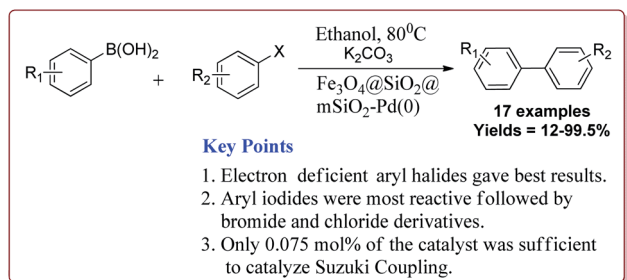 B(OH)₂
R₁
+
X
R₂
Ethanol, 80⁰C
K₂CO₃
Fe₃O₄@SiO₂@
mSiO₂-Pd(0)
R₁
R₂
17 examples
Yields = 12-99.5%
Key Points
1. Electron deficient aryl halides gave best results.
2. Aryl iodides were most reactive followed by
bromide and chloride derivatives.
3. Only 0.075 mol% of the catalyst was sufficient
to catalyze Suzuki Coupling.